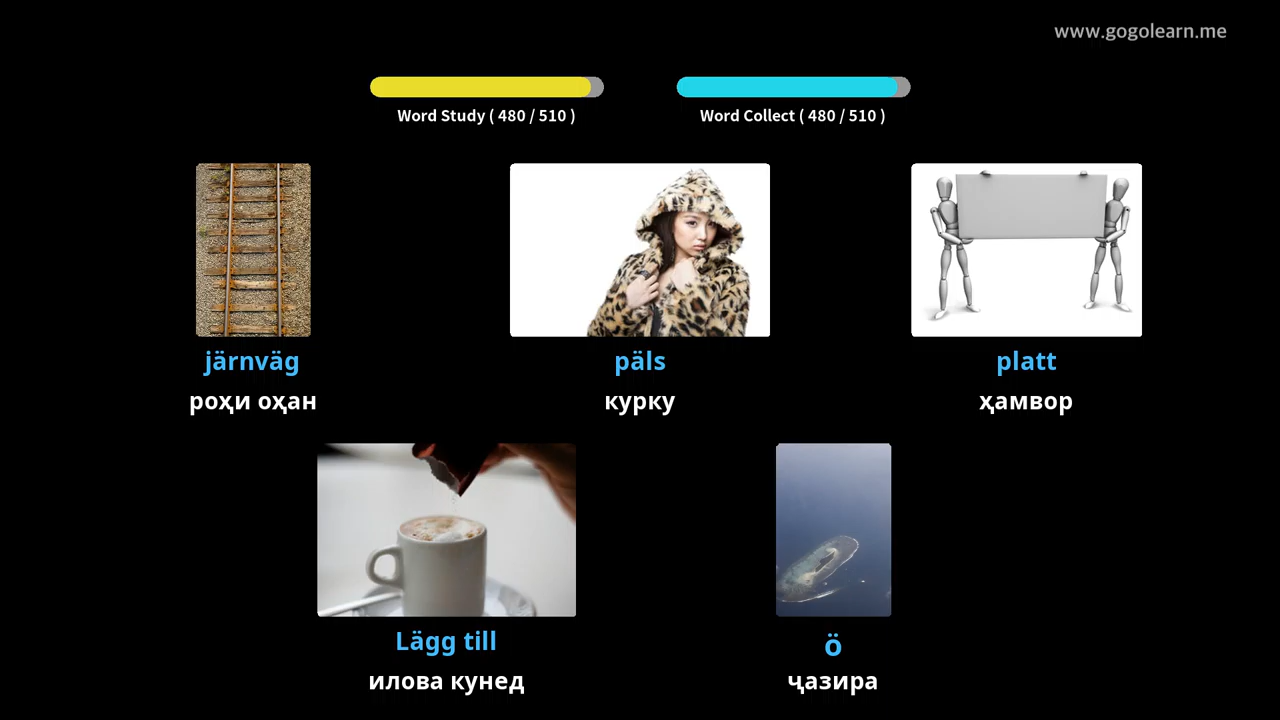 www.gogolearn.me
Word Study ( 480 / 510 )
Word Collect ( 480 / 510 )
järnväg
роҳи оҳан
päls
курку
platt
ҳамвор
Lägg till
илова кунед
ö
ҷазира